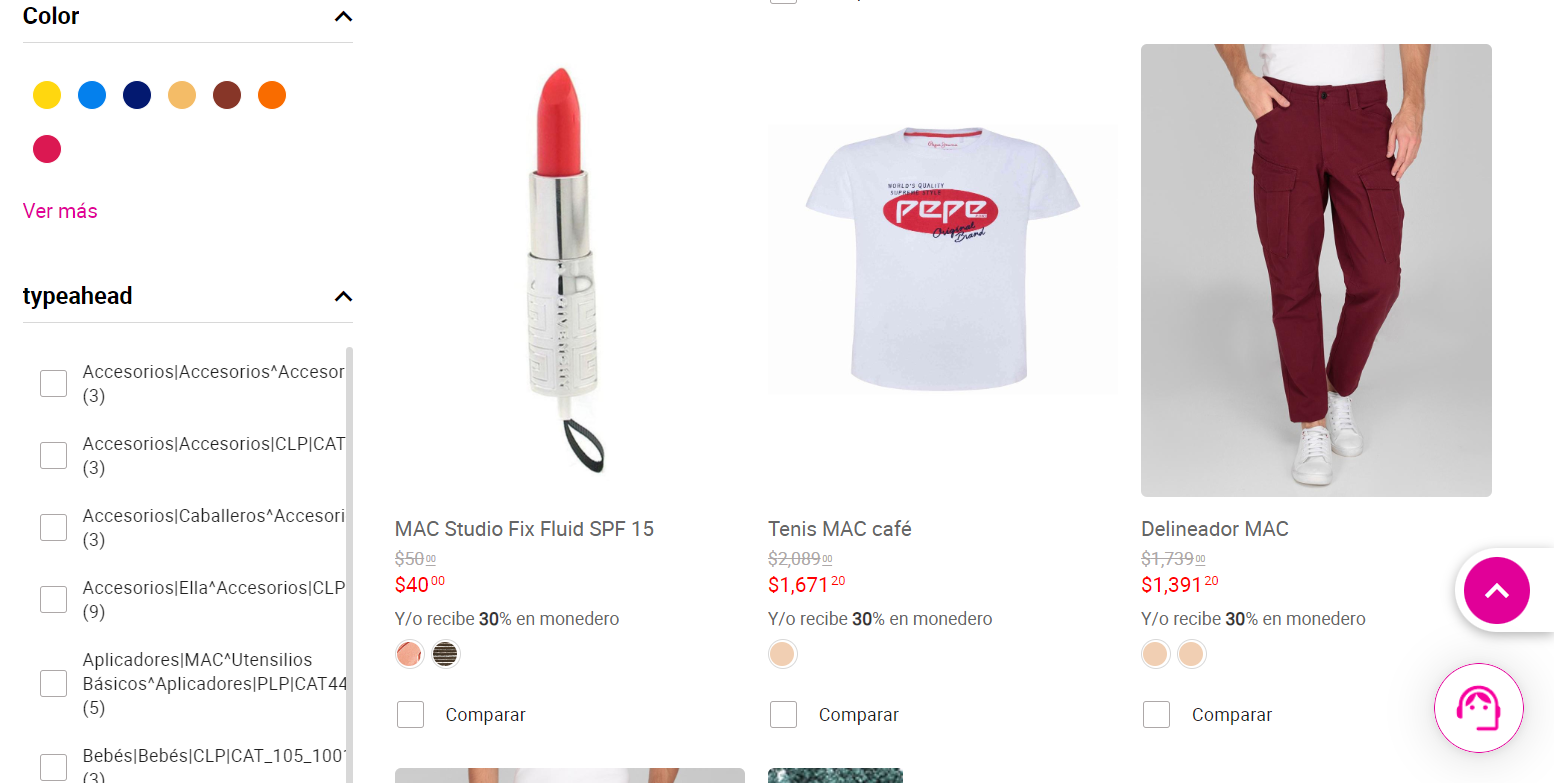 Color
Ver más
typeahead
Accesorios|Accesorios^Accesor
(3)
Accesorios|Accesorios|CLP|CAT
(3)
Accesorios|Caballeros^Accesori
(3)
Accesorios|Ella^Accesorios|CLP
(9)
Aplicadores|MAC^Utensilios
Básicos^Aplicadores|PLP|CAT44
(5)
Bebés|Bebés|CLP|CAT_105_100
(3)
WORLD'S QUALITY
SUPREME STYLE
PEPE
Original
Brand
MAC Studio Fix Fluid SPF 15
$50 00
$40 00
Y/o recibe 30% en monedero
Comparar
Tenis MAC café
$2,089 00
$1,671 20
Y/o recibe 30% en monedero
Comparar
Delineador MAC
$1,739 00
$1,391 20
Y/o recibe 30% en monedero
Comparar